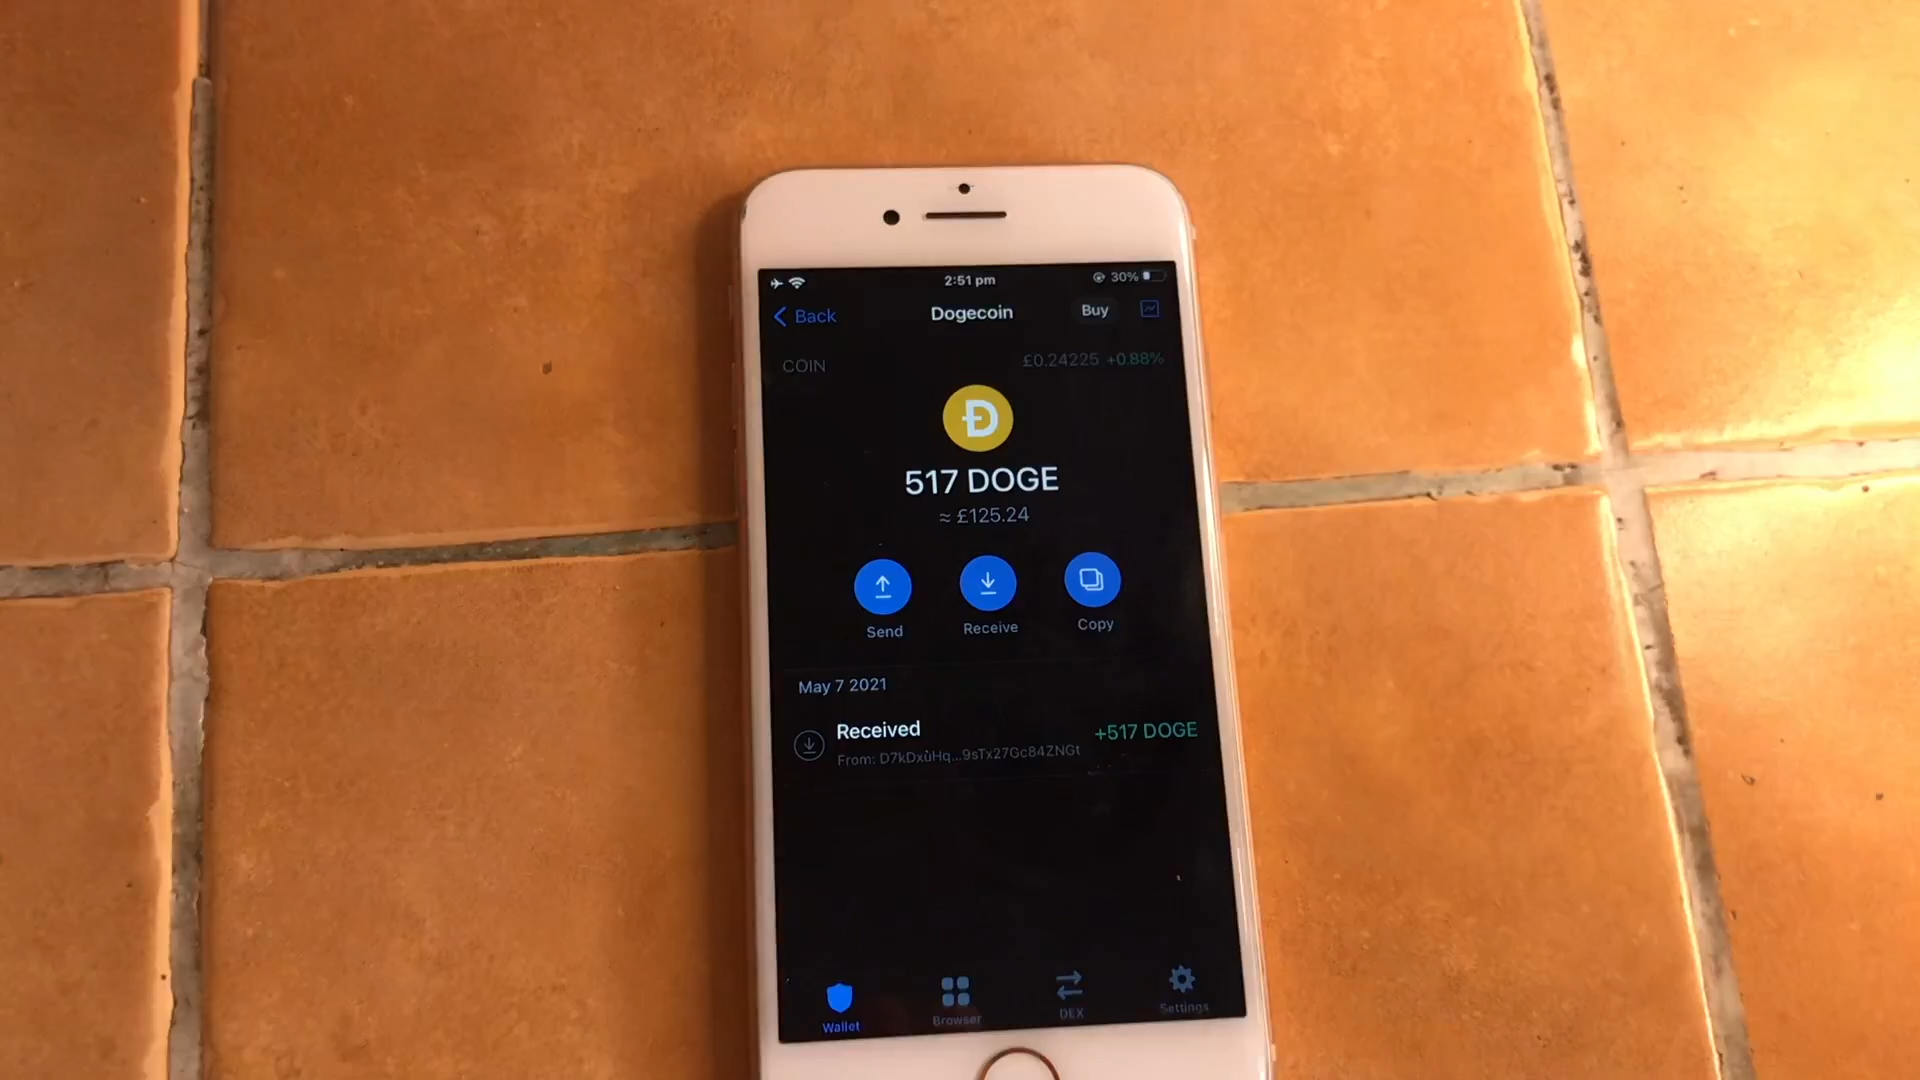 2:51 pm
30%
Back
Dogecoin
Buy
COIN
£0.24225 +0.88%
517 DOGE
≈ £125.24
Send
Receive
Copy
May 7 2021
Received
+517 DOGE
From: D7kDxùHq...9sTx27Gc84ZNGt
Wallet
Browser
DEX
Settings